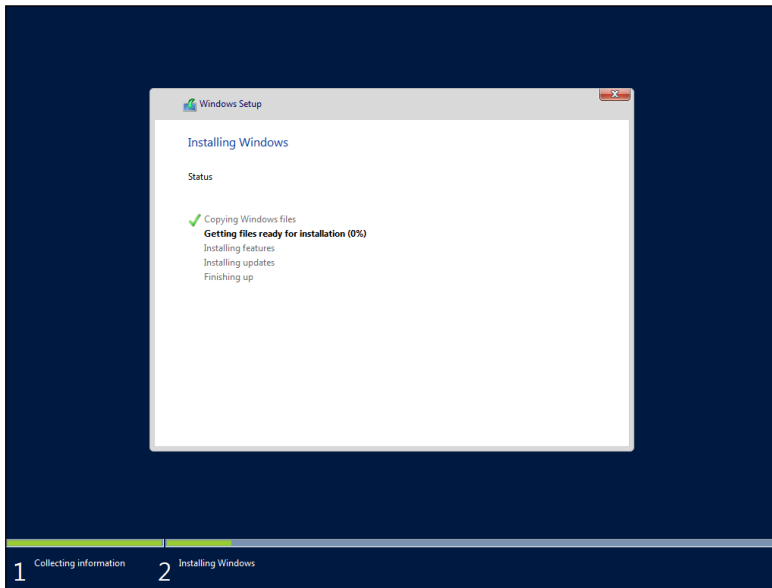 Windows Setup
Installing Windows
Status
Copying Windows files
Getting files ready for installation (0%)
Installing features
Installing updates
Finishing up
1 Collecting information 2 Installing Windows